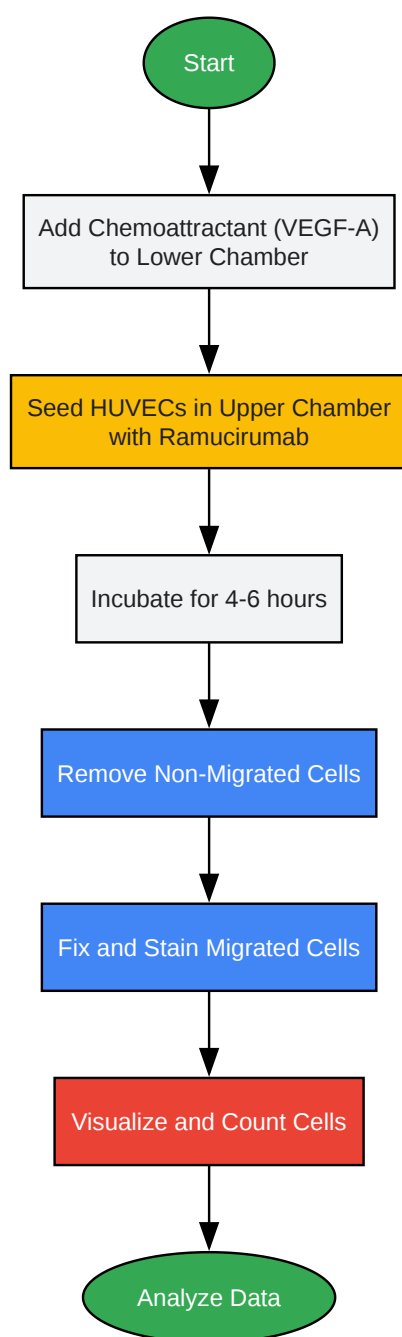 Start
Add Chemoattractant (VEGF-A)
to Lower Chamber
Seed HUVECs in Upper Chamber
with Ramucirumab
Incubate for 4-6 hours
Remove Non-Migrated Cells
Fix and Stain Migrated Cells
Visualize and Count Cells
Analyze Data